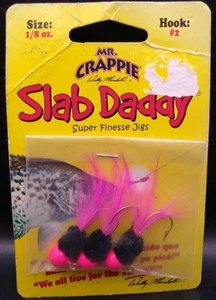 Size: Hook:
1/8 oz. #2
MR.
CRAPPIE
Slab Daddy
Super Finesse Jigs
"We all live for the